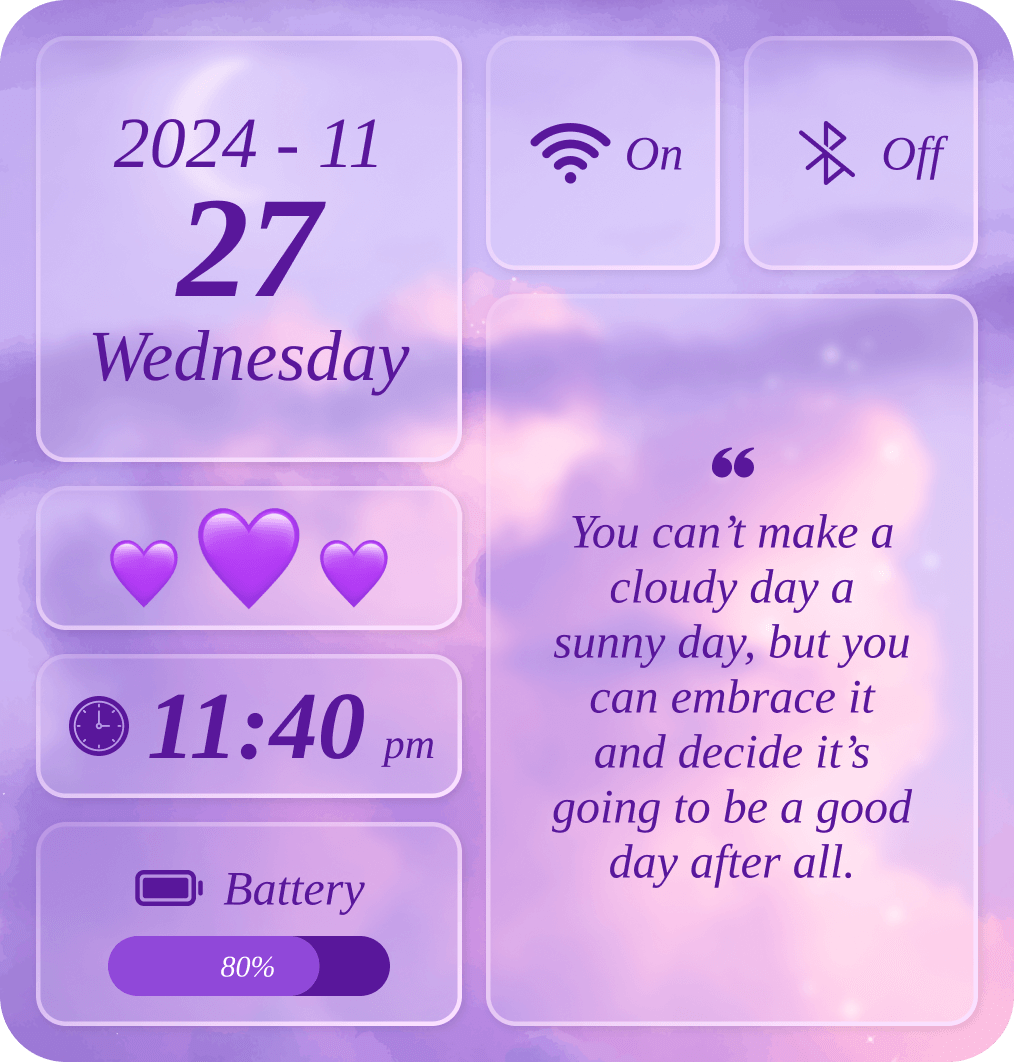 2024 - 11
27
Wednesday
On
Off
11:40 pm
Battery
80%
“
You can’t make a
cloudy day a
sunny day, but you
can embrace it
and decide it’s
going to be a good
day after all.